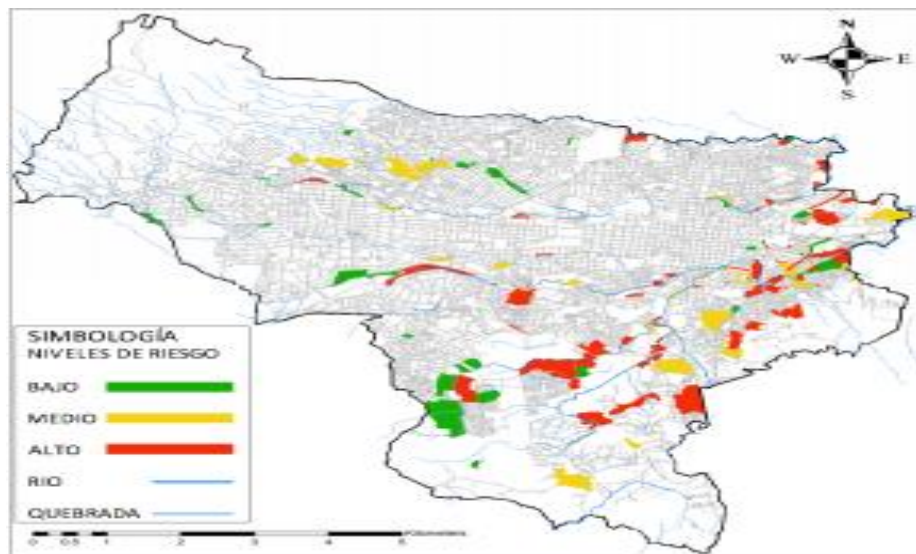 N
W E
S
SIMBOLOGÍA
NIVELES DE RIESGO
BAJO
MEDIO
ALTO
RIO
QUEBRADA
0 0.5 1 2 3 4 5